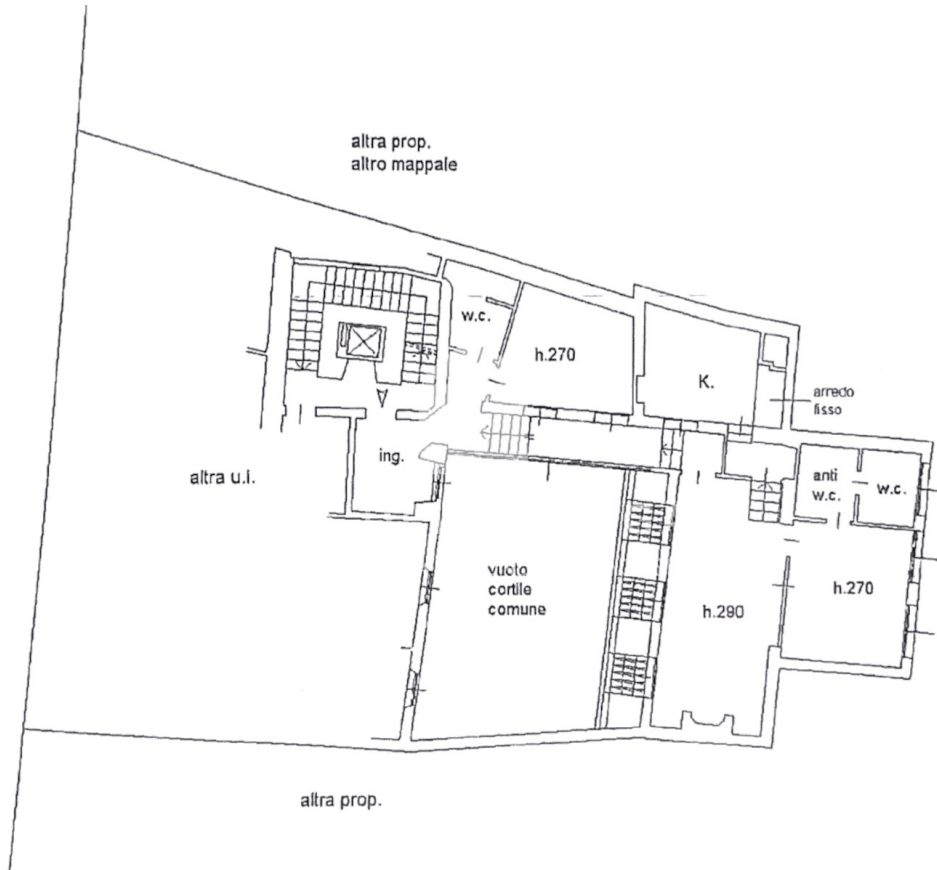 altra prop.
altro mappale
w.c.
h.270
K.
arredo
fisso
ing.
altra u.i.
anti
w.c.
w.c.
vuoto
cortile
comune
h.290
h.270
altra prop.